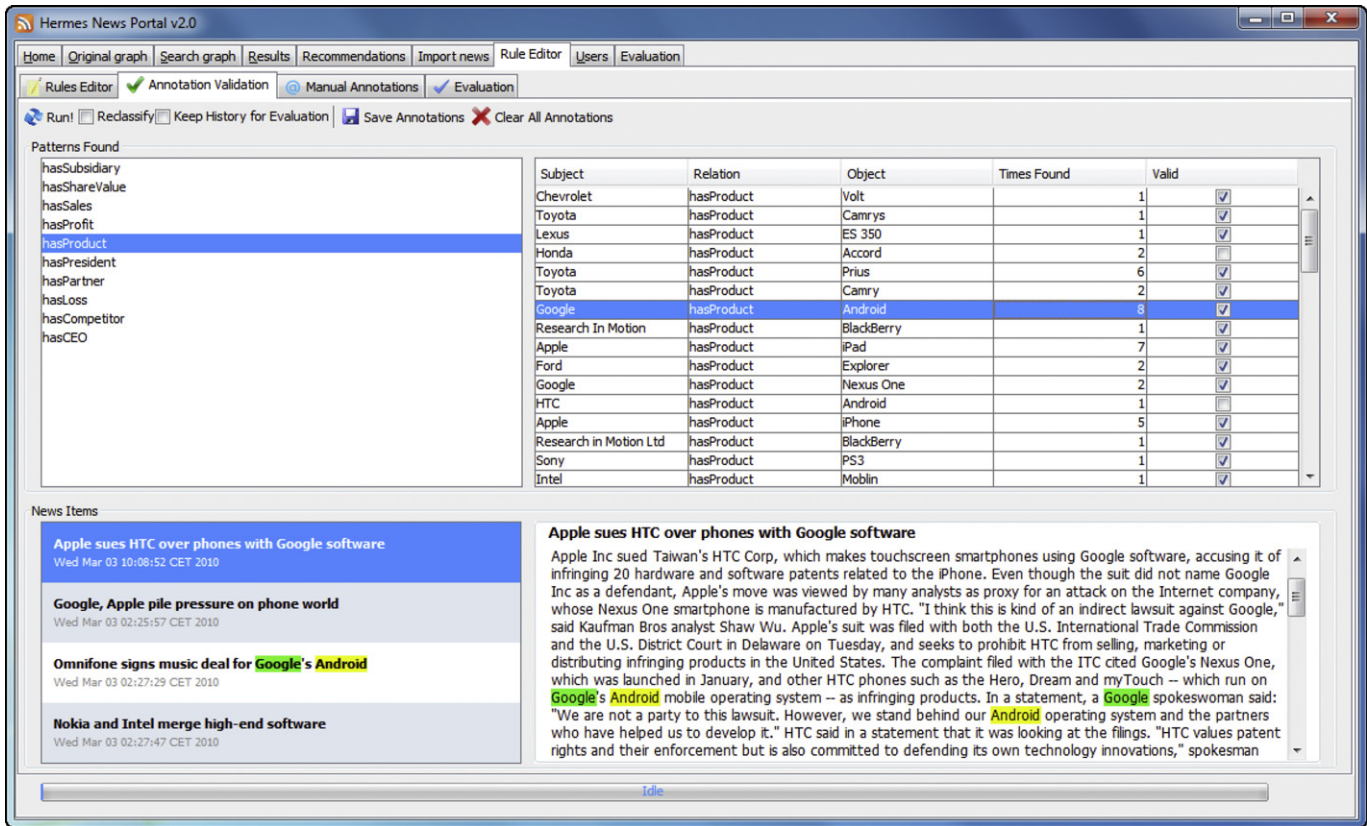 Hermes News Portal v2.0
Home Original graph Search graph Results Recommendations Import news Rule Editor Users Evaluation
Rules Editor Annotation Validation Manual Annotations Evaluation
Run! Reclassify Keep History for Evaluation Save Annotations Clear All Annotations
Patterns Found
hasSubsidiary
hasShareValue
hasSales
hasProfit
hasProduct
hasPresident
hasPartner
hasLoss
hasCompetitor
hasCEO
Subject Relation Object Times Found Valid
Chevrolet hasProduct Volt 1
Toyota hasProduct Camrys 1
Lexus hasProduct ES 350 1
Honda hasProduct Accord 2
Toyota hasProduct Prius 6
Toyota hasProduct Camry 2
Google hasProduct Android 8
Research In Motion hasProduct BlackBerry 1
Apple hasProduct iPad 7
Ford hasProduct Explorer 2
Google hasProduct Nexus One 2
HTC hasProduct Android 1
Apple hasProduct iPhone 5
Research in Motion Ltd hasProduct BlackBerry 1
Sony hasProduct PS3 1
Intel hasProduct Moblin 1
News Items
Apple sues HTC over phones with Google software
Wed Mar 03 10:08:52 CET 2010
Google, Apple pile pressure on phone world
Wed Mar 03 02:25:57 CET 2010
Omnifone signs music deal for Google's Android
Wed Mar 03 02:27:29 CET 2010
Nokia and Intel merge high-end software
Wed Mar 03 02:27:47 CET 2010
Apple sues HTC over phones with Google software
Apple Inc sued Taiwan's HTC Corp, which makes touchscreen smartphones using Google software, accusing it of
infringing 20 hardware and software patents related to the iPhone. Even though the suit did not name Google
Inc as a defendant, Apple's move was viewed by many analysts as proxy for an attack on the Internet company,
whose Nexus One smartphone is manufactured by HTC. "I think this is kind of an indirect lawsuit against Google,"
said Kaufman Bros analyst Shaw Wu. Apple's suit was filed with both the U.S. International Trade Commission
and the U.S. District Court in Delaware on Tuesday, and seeks to prohibit HTC from selling, marketing or
distributing infringing products in the United States. The complaint filed with the ITC cited Google's Nexus One,
which was launched in January, and other HTC phones such as the Hero, Dream and myTouch -- which run on
Google's Android mobile operating system -- as infringing products. In a statement, a Google spokeswoman said:
"We are not a party to this lawsuit. However, we stand behind our Android operating system and the partners
who have helped us to develop it." HTC said in a statement that it was looking at the filings. "HTC values patent
rights and their enforcement but is also committed to defending its own technology innovations," spokesman
Idle